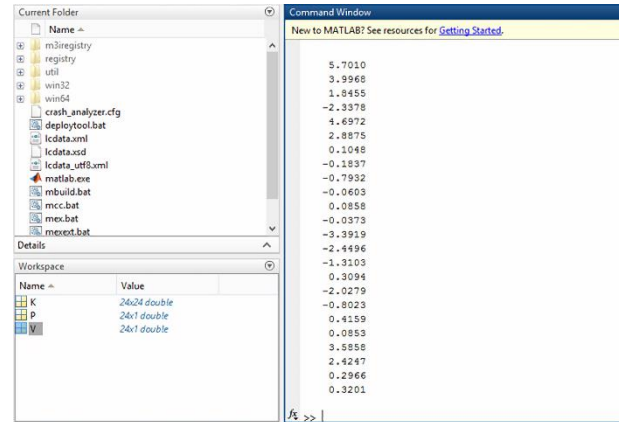 Current Folder
Name
m3iregistry
registry
util
win32
win64
crash_analyzer.cfg
deploytool.bat
lcdata.xml
lcdata.xsd
lcdata_utf8.xml
matlab.exe
mbuild.bat
mcc.bat
mex.bat
mexext.bat
Details
Workspace
Name Value
K 24x24 double
P 24x1 double
V 24x1 double
Command Window
New to MATLAB? See resources for Getting Started.
5.7010
3.9968
1.8455
-2.3378
4.6972
2.8875
0.1048
-0.1837
-0.7932
-0.0603
0.0858
-0.0373
-3.3919
-2.4496
-1.3103
0.3094
-2.0279
-0.8023
0.4159
0.0853
3.5858
2.4247
0.2966
0.3201
fx >>